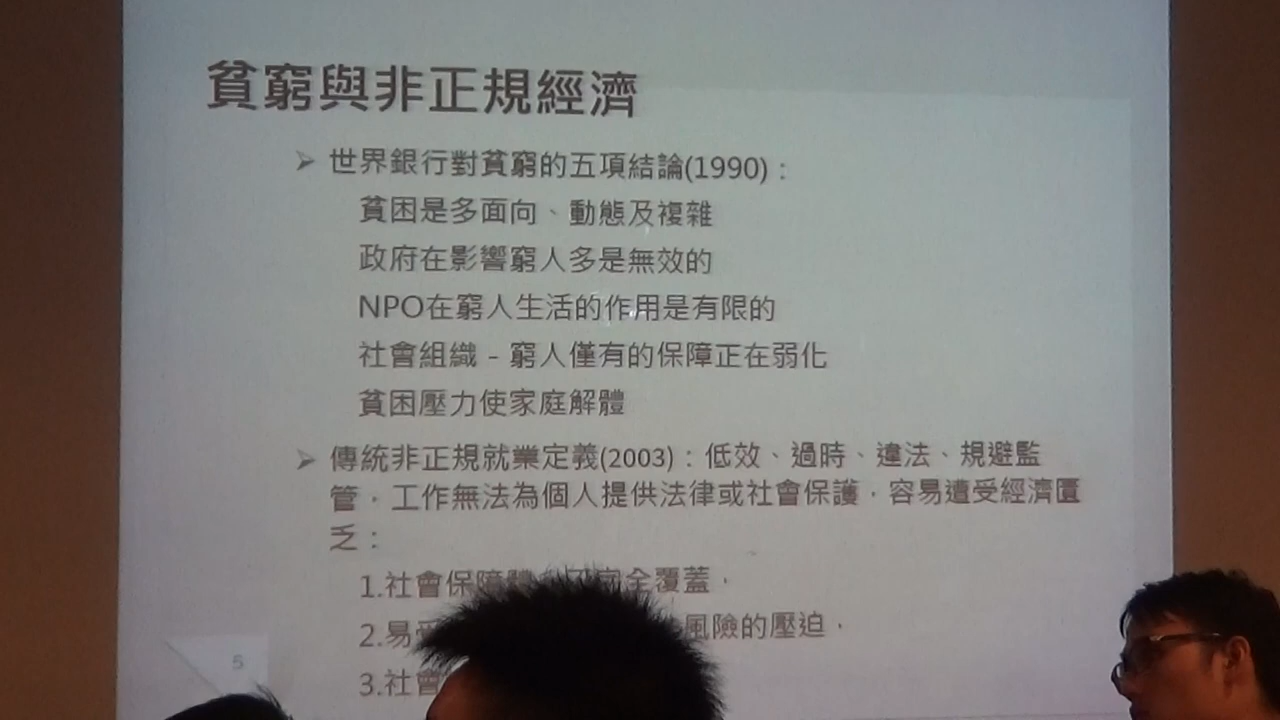 貧窮與非正規經濟
➢ 世界銀行對貧窮的五項結論(1990)：
貧困是多面向、動態及複雜
政府在影響窮人多是無效的
NPO在窮人生活的作用是有限的
社會組織 – 窮人僅有的保障正在弱化
貧困壓力使家庭解體
➢ 傳統非正規就業定義(2003)：低效、過時、違法、規避監
管，工作無法為個人提供法律或社會保護，容易遭受經濟匱
乏：
1.社會保障 全覆蓋，
2.易 風險的壓迫，
3.社會
5